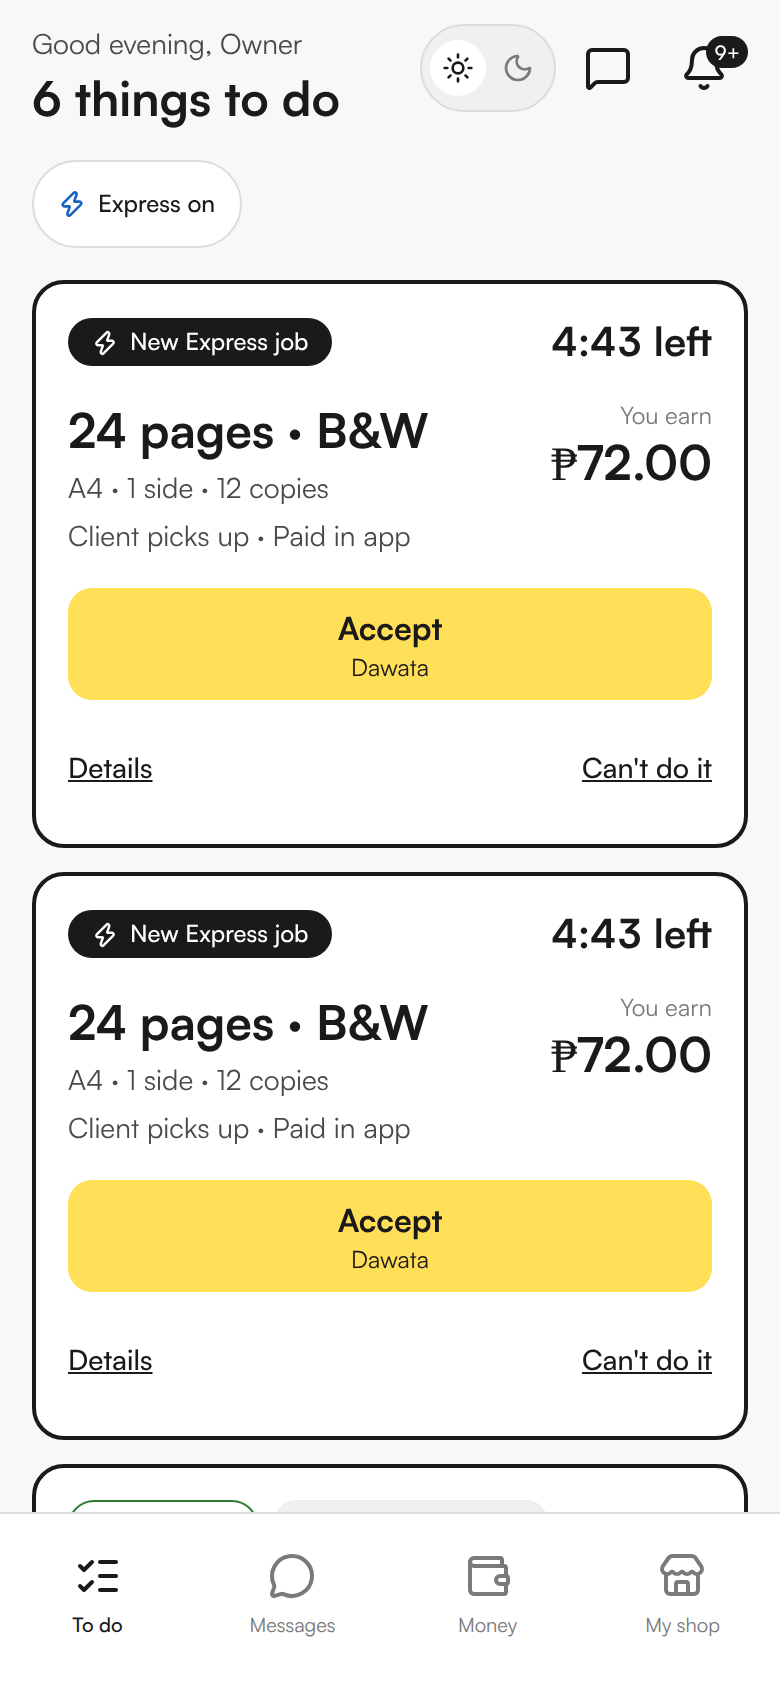 Good evening, Owner
6 things to do
9+
Express on
New Express job
4:43 left
24 pages · B&W
You earn
₱72.00
A4 · 1 side · 12 copies
Client picks up · Paid in app
Accept
Dawata
Details
Can't do it
New Express job
4:43 left
24 pages · B&W
You earn
₱72.00
A4 · 1 side · 12 copies
Client picks up · Paid in app
Accept
Dawata
Details
Can't do it
To do
Messages
Money
My shop